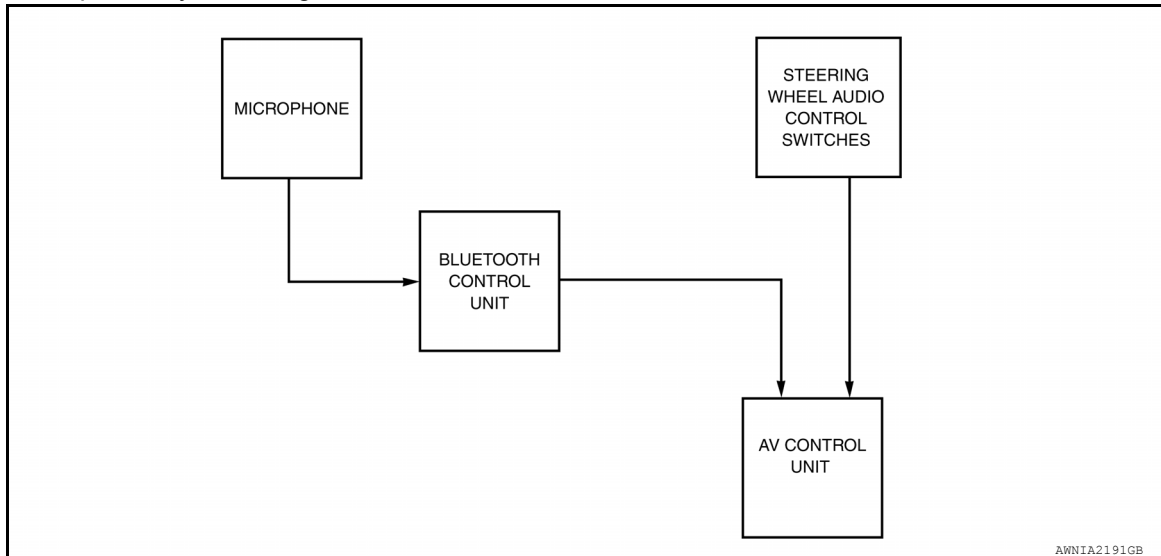 MICROPHONE
STEERING
WHEEL AUDIO
CONTROL
SWITCHES
BLUETOOTH
CONTROL
UNIT
AV CONTROL
UNIT
AWNIA2191GB